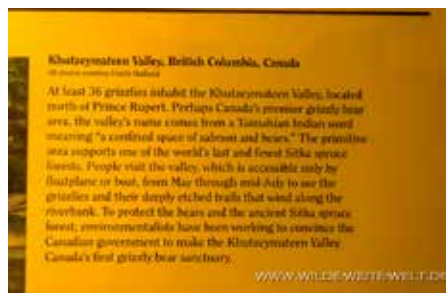 Khutzeymateen Valley, British Columbia, Canada
At least 36 grizzlies inhabit the Khutzeymateen Valley, located
north of Prince Rupert. Perhaps Canada's premier grizzly bear
area, the valley's name comes from a Tsimshian Indian word
meaning "a confined space of salmon and bears." The primitive
area supports one of the world's last and finest Sitka spruce
forests. People visit the valley, which is accessible only by
floatplane or boat, from May through mid-July to see the
grizzlies and their deeply etched trails that wind along the
riverbank. To protect the bears and the ancient Sitka spruce
forest, environmentalists have been working to convince the
Canadian government to make the Khutzeymateen Valley
Canada's first grizzly bear sanctuary.
WWW.WILDE-WEITE-WELT.DE